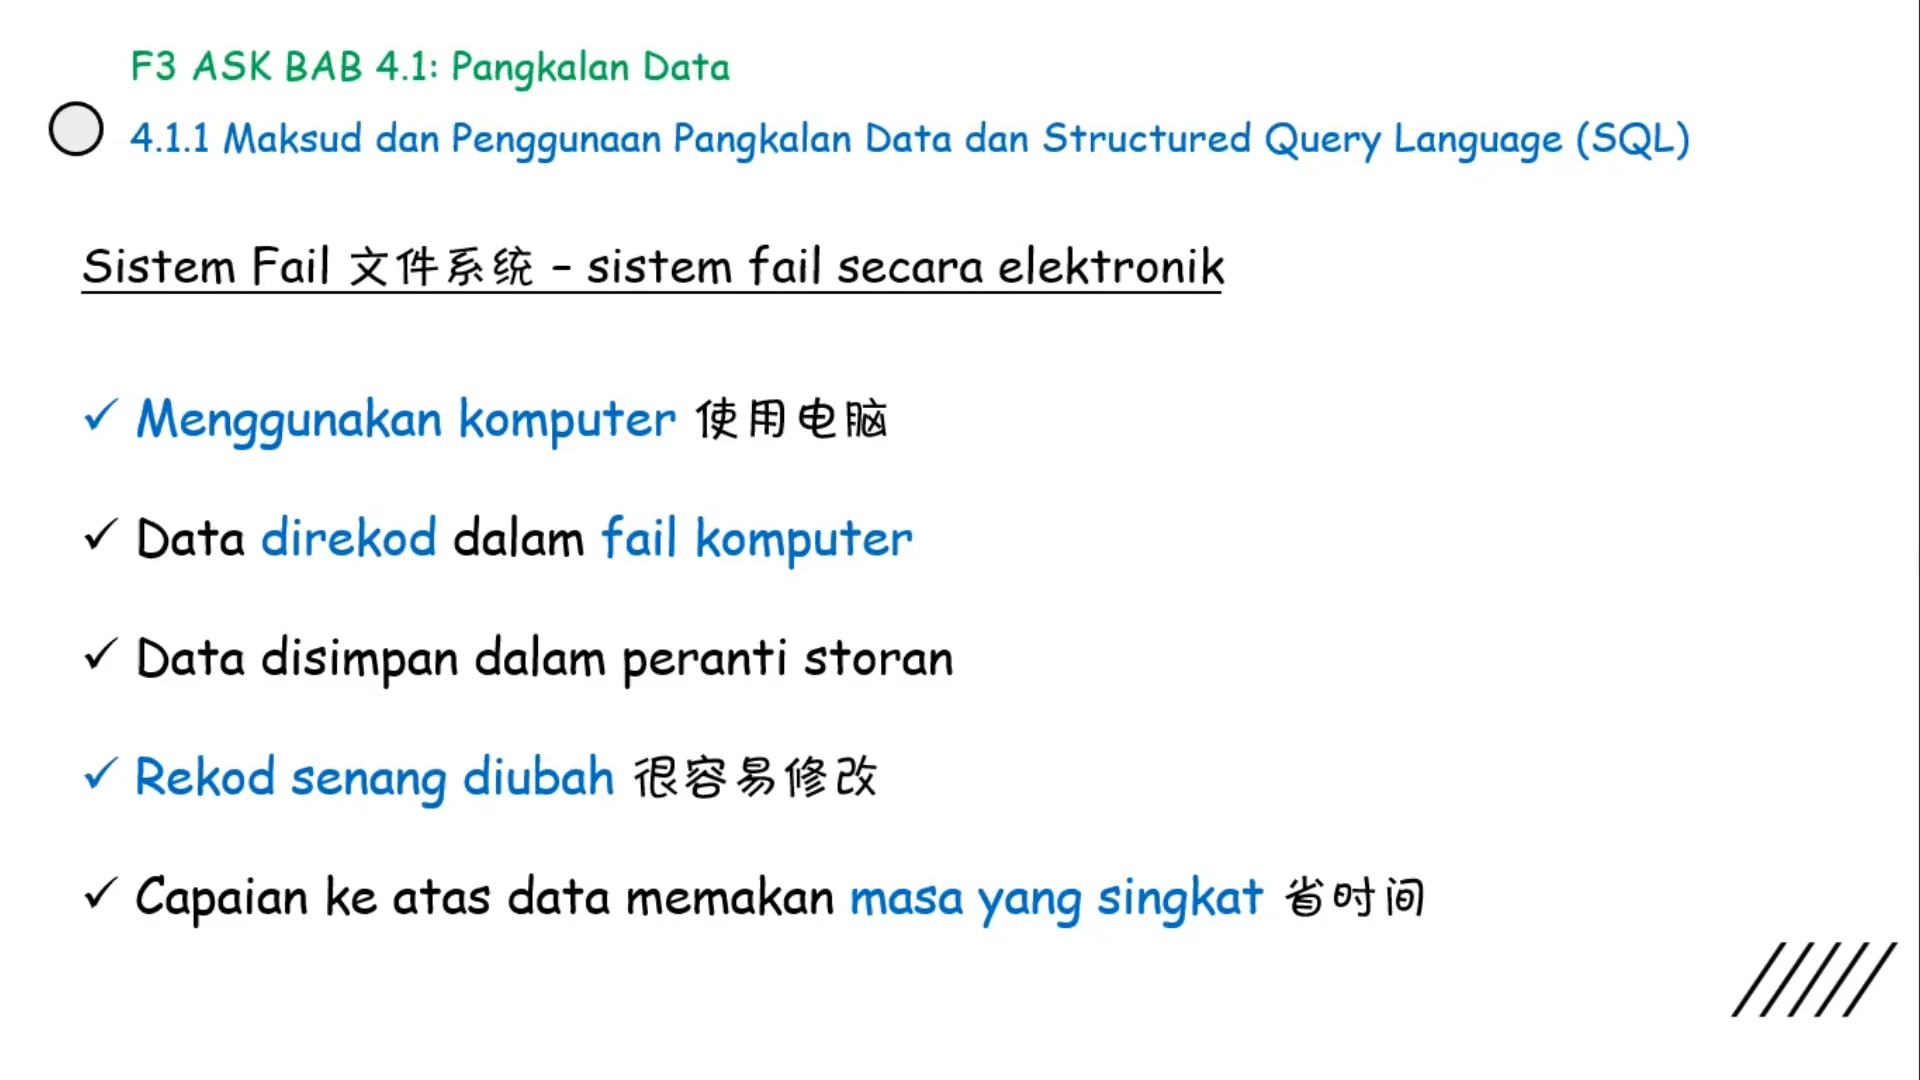 F3 ASK BAB 4.1: Pangkalan Data
4.1.1 Maksud dan Penggunaan Pangkalan Data dan Structured Query Language (SQL)
Sistem Fail 文件系统 – sistem fail secara elektronik
✓ Menggunakan komputer 使用电脑
✓ Data direkod dalam fail komputer
✓ Data disimpan dalam peranti storan
✓ Rekod senang diubah 很容易修改
✓ Capaian ke atas data memakan masa yang singkat 省时间